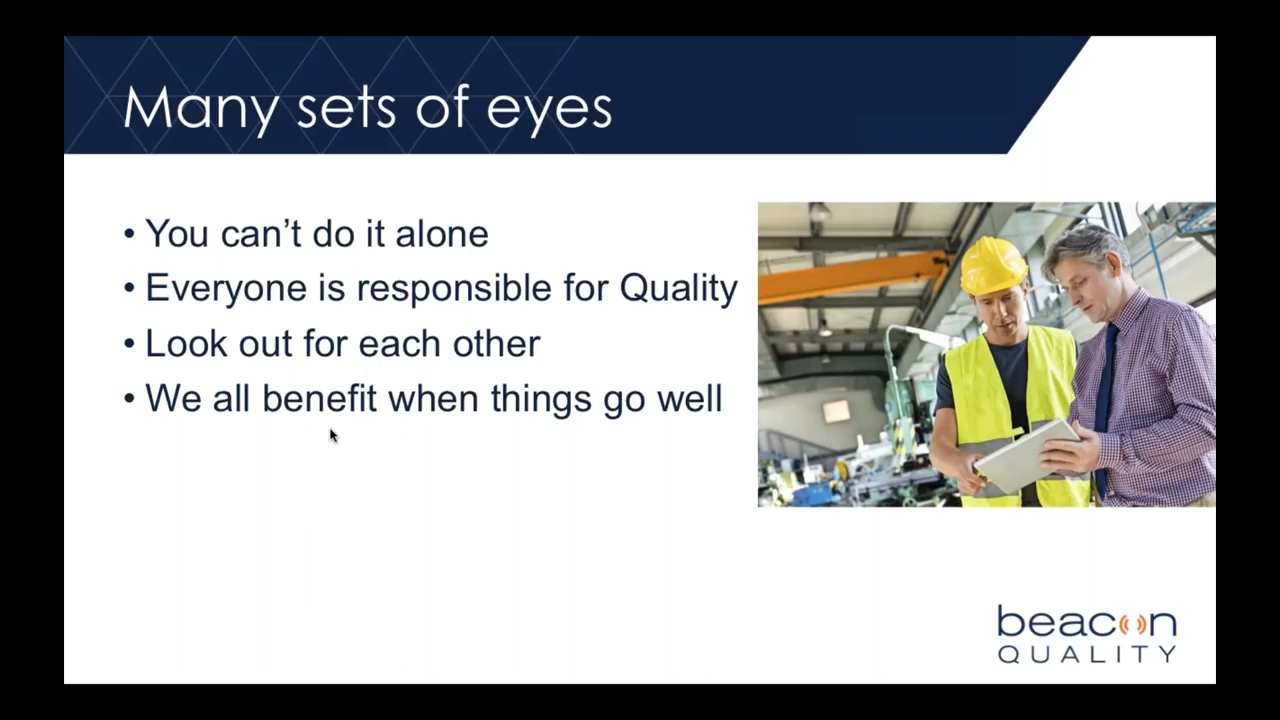 Many sets of eyes
• You can’t do it alone
• Everyone is responsible for Quality
• Look out for each other
• We all benefit when things go well
beacon
QUALITY